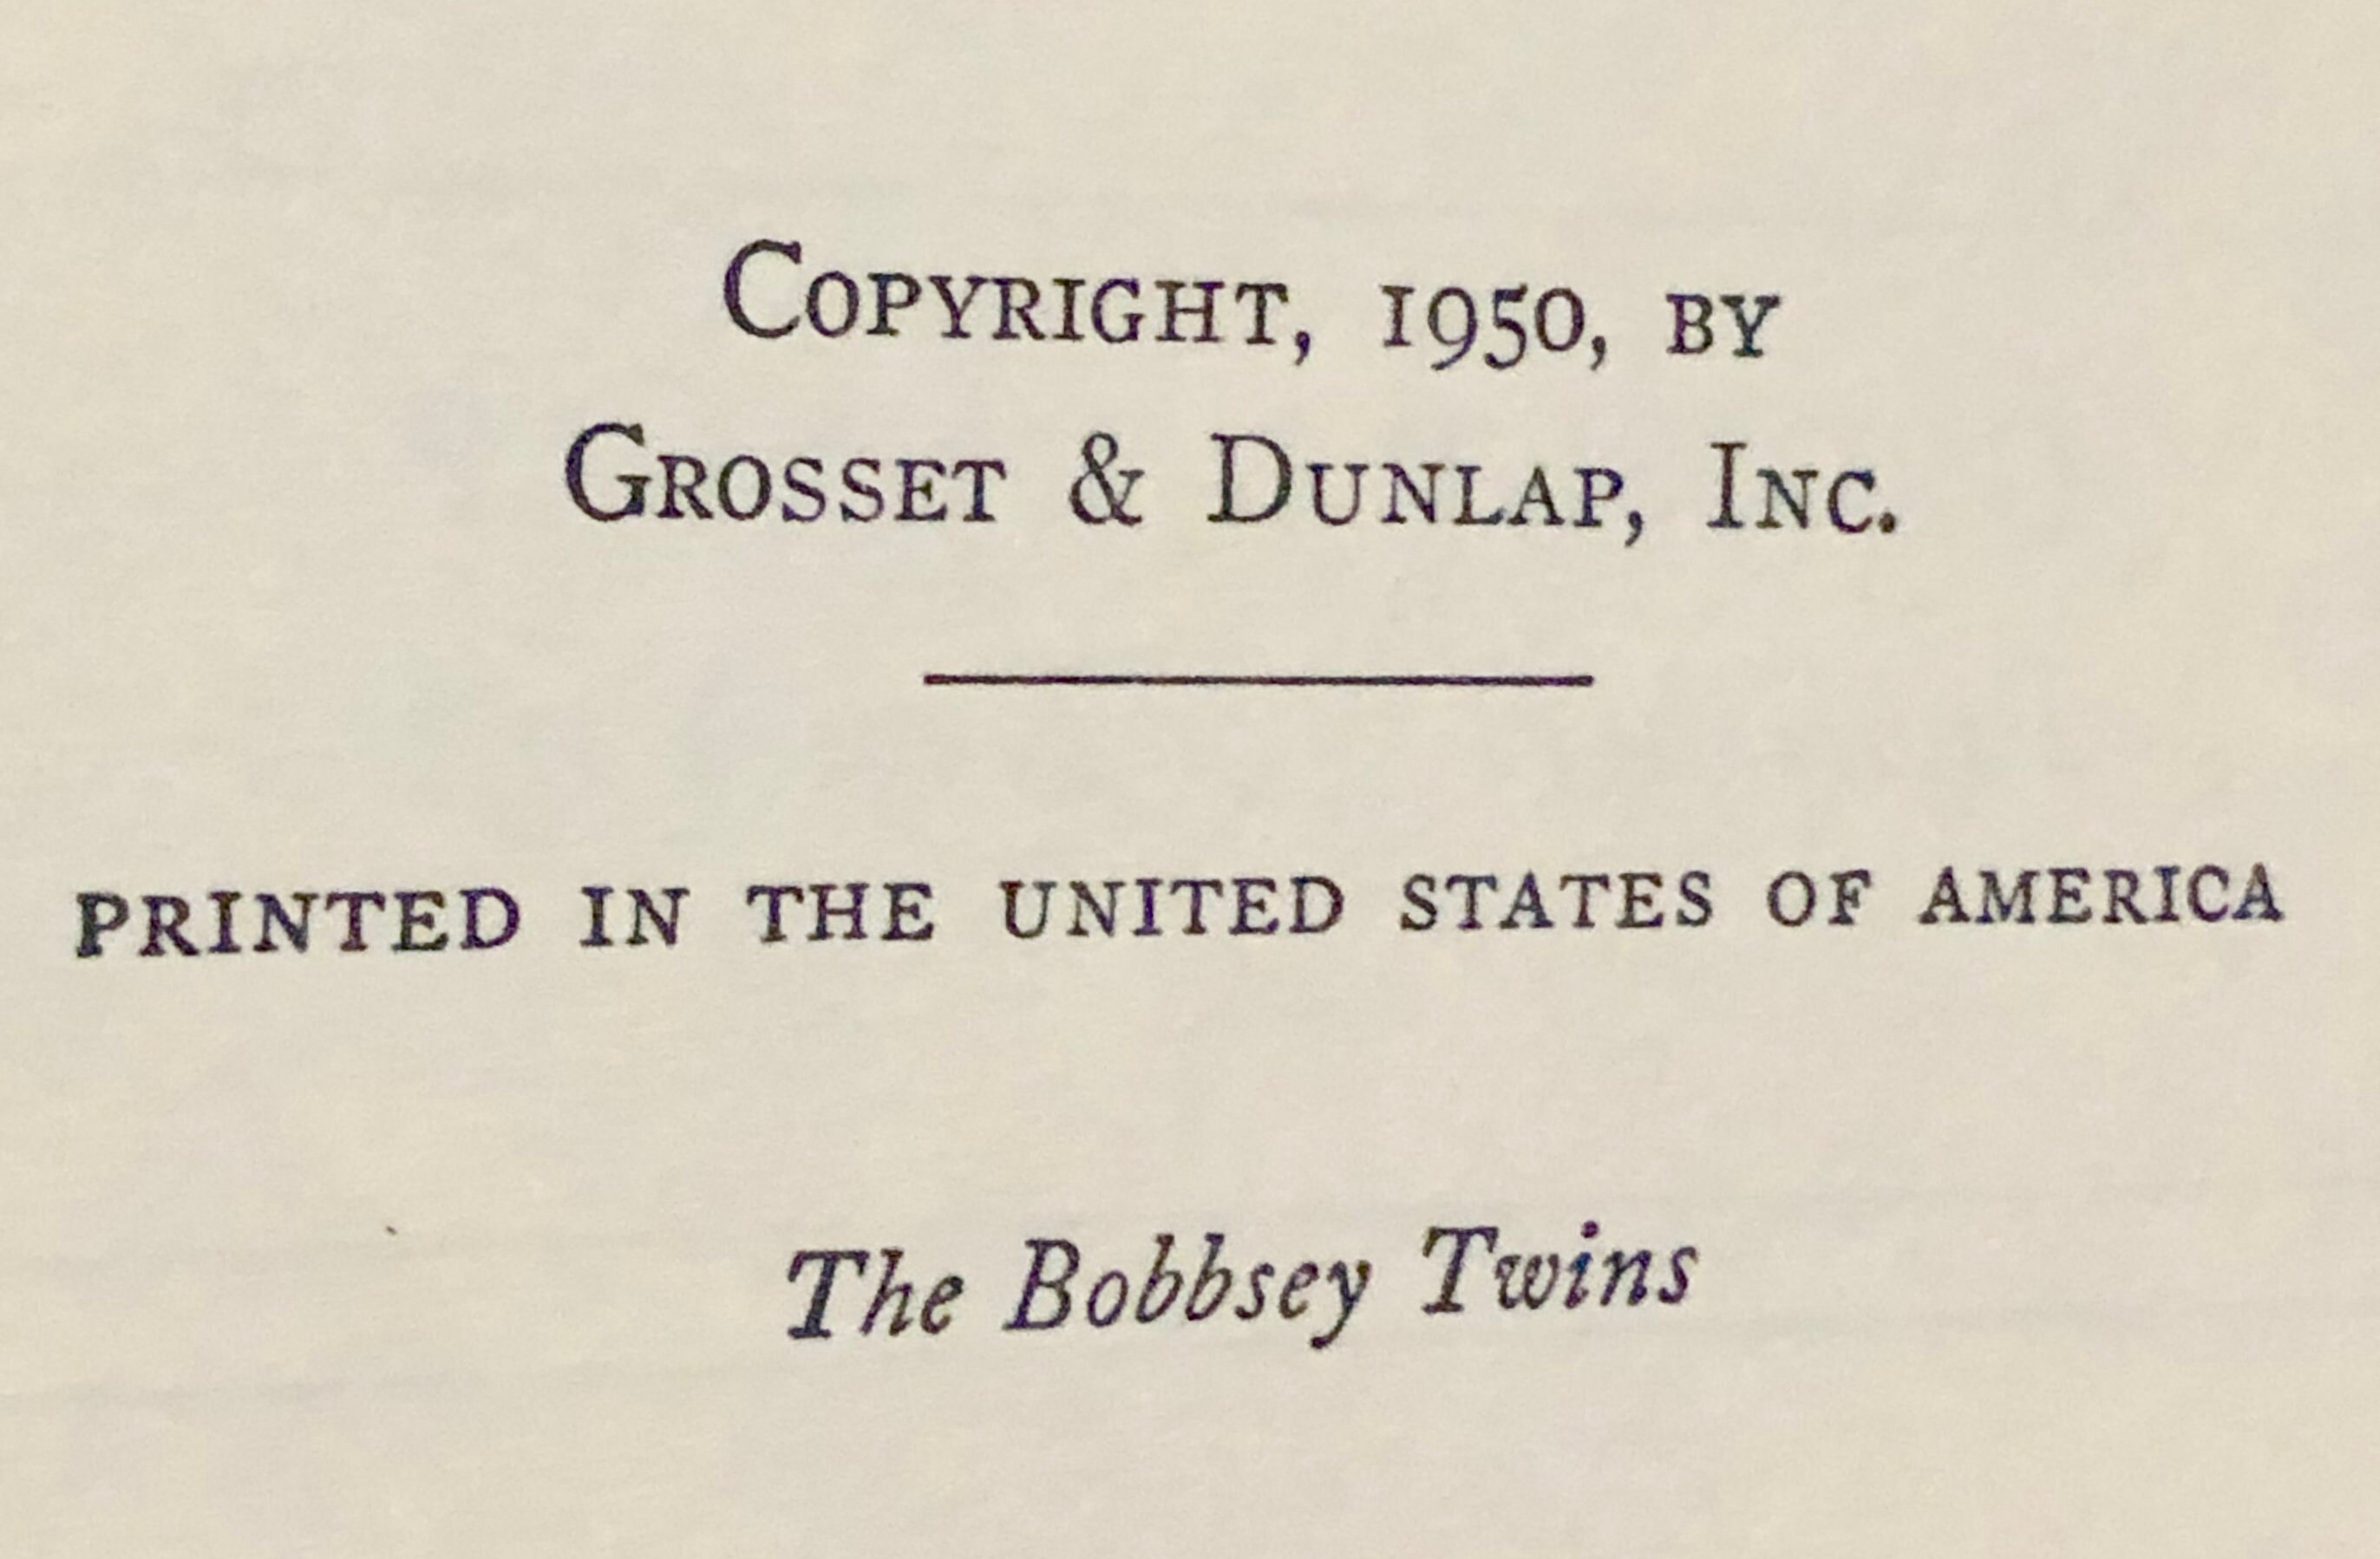 Copyright, 1950, by
Grosset & Dunlap, Inc.
PRINTED IN THE UNITED STATES OF AMERICA
The Bobbsey Twins